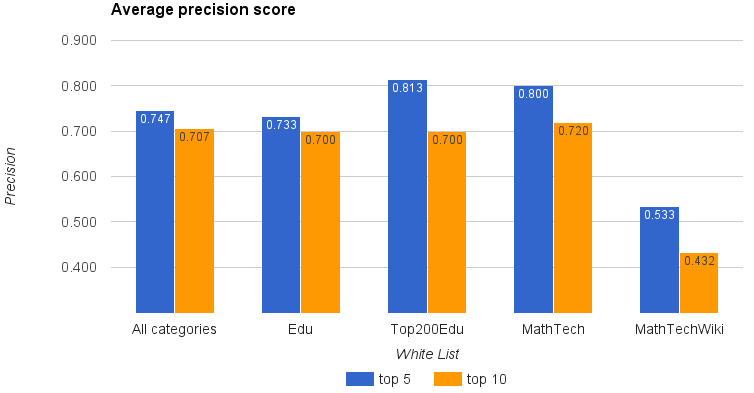 Average precision score
0.900
0.800
0.700
0.600
0.500
0.400
Precision
0.747
0.707
0.733
0.700
0.813
0.700
0.800
0.720
0.533
0.432
All categories
Edu
Top200Edu
MathTech
MathTechWiki
White List
top 5
top 10